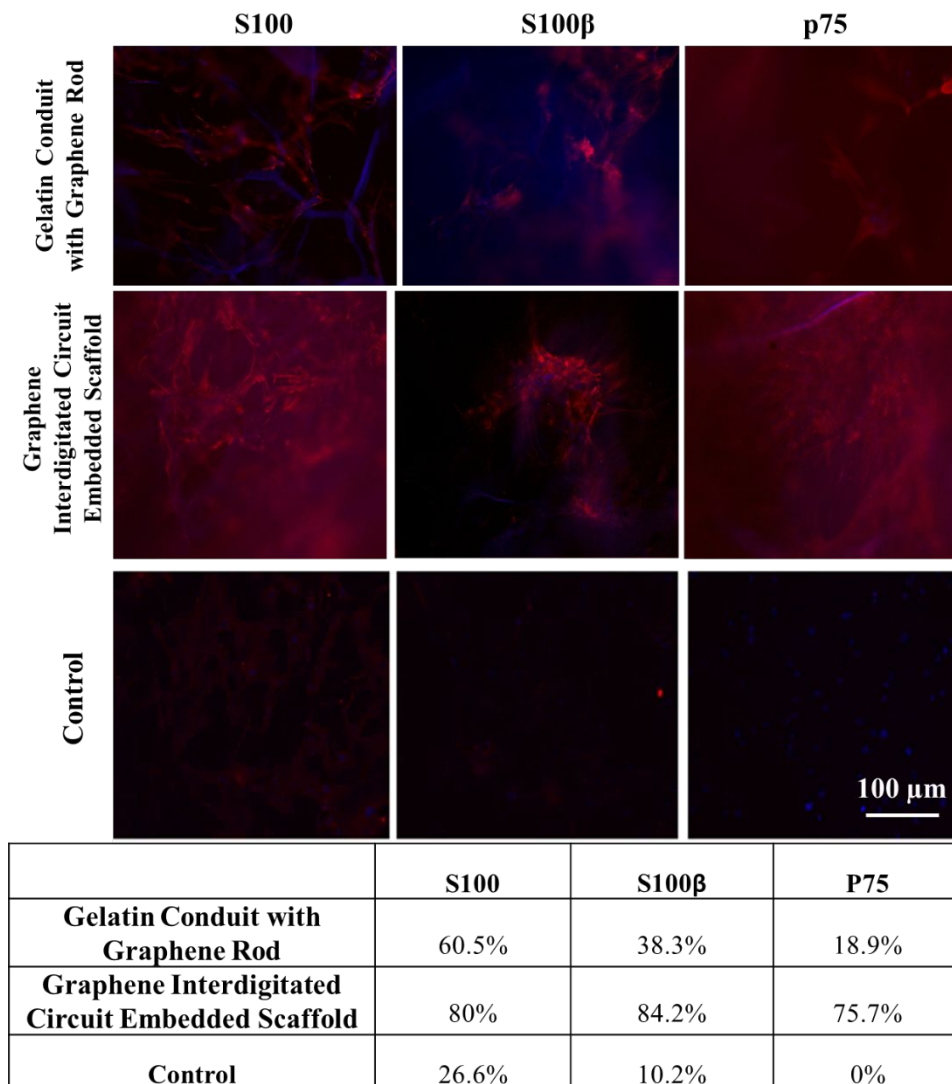 S100 S100β p75
Gelatin Conduit
with Graphene Rod
Graphene
Interdigitated Circuit
Embedded Scaffold
Control
100 µm
S100 S100β P75
Gelatin Conduit with
Graphene Rod 60.5% 38.3% 18.9%
Graphene Interdigitated
Circuit Embedded Scaffold 80% 84.2% 75.7%
Control 26.6% 10.2% 0%